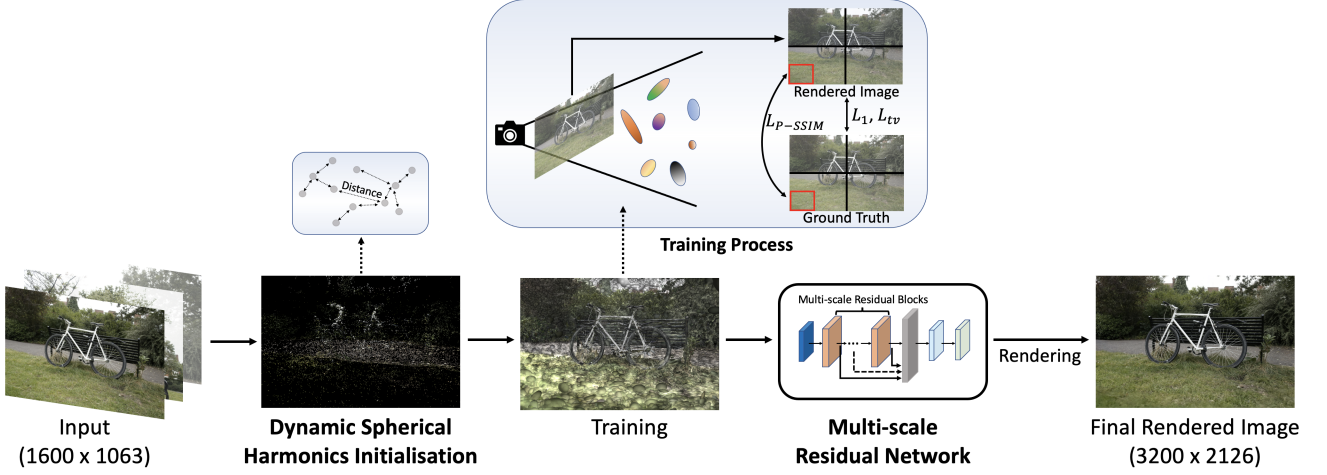 Rendered Image
L_{P-SSIM}
L_1, L_{tv}
Ground Truth
Training Process
Distance
Multi-scale Residual Blocks
Rendering
Input
(1600 x 1063)
Dynamic Spherical
Harmonics Initialisation
Training
Multi-scale
Residual Network
Final Rendered Image
(3200 x 2126)